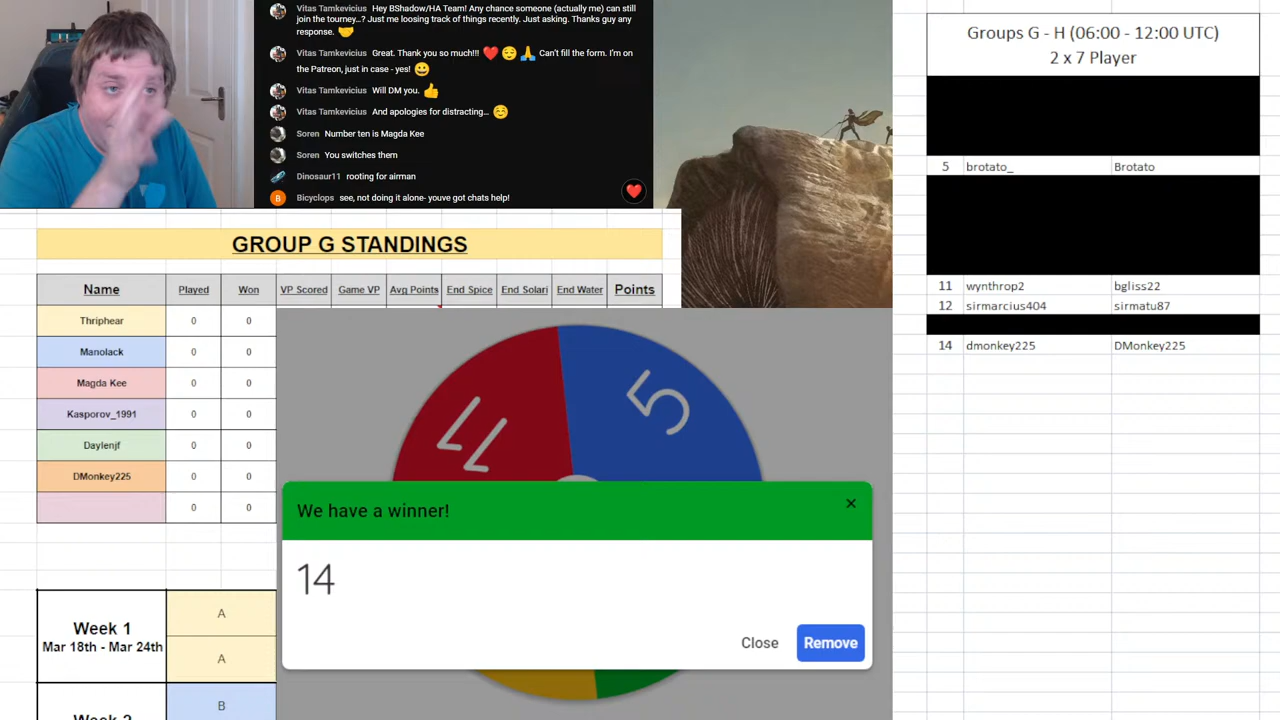 Vitas Tamkevicius Hey BShadow/HA Team! Any chance someone (actually me) can still
join the tourney..? Just me loosing track of things recently. Just asking. Thanks guy any
response. 🤝
Vitas Tamkevicius Great. Thank you so much!!! ❤️ 😌 🙏 Can't fill the form. I'm on
the Patreon, just in case - yes! 😀
Vitas Tamkevicius Will DM you. 👍
Vitas Tamkevicius And apologies for distracting… ☺️
Soren Number ten is Magda Kee
Soren You switches them
Dinosaur11 rooting for airman
B Bicyclops see, not doing it alone- youve got chats help!
GROUP G STANDINGS
Name Played Won VP Scored Game VP Avg Points End Spice End Solari End Water Points
Thriphear 0 0
Manolack 0 0
Magda Kee 0 0
Kasporov_1991 0 0
Daylenjf 0 0
DMonkey225 0 0
0 0
Week 1
Mar 18th - Mar 24th
A
A
Week 2
B
11
5
We have a winner!
×
14
Close Remove
Groups G - H (06:00 - 12:00 UTC)
2 x 7 Player
5 brotato_ Brotato
11 wynthrop2 bgliss22
12 sirmarcius404 sirmatu87
14 dmonkey225 DMonkey225